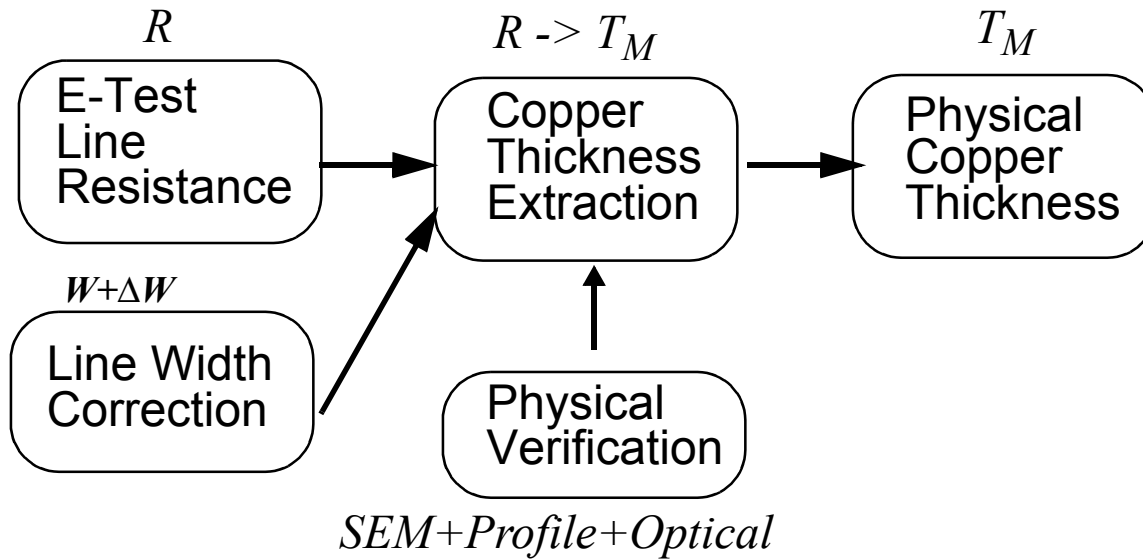 R
E-Test
Line
Resistance
R -> T_M
Copper
Thickness
Extraction
T_M
Physical
Copper
Thickness
W+ΔW
Line Width
Correction
Physical
Verification
SEM+Profile+Optical